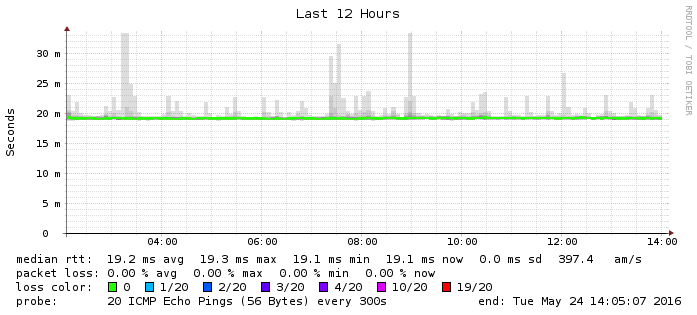 Last 12 Hours
RRDTOOL / TOBI OETIKER
Seconds
30 m
25 m
20 m
15 m
10 m
5 m
0
04:00 06:00 08:00 10:00 12:00 14:00
median rtt: 19.2 ms avg 19.3 ms max 19.1 ms min 19.1 ms now 0.0 ms sd 397.4 am/s
packet loss: 0.00 % avg 0.00 % max 0.00 % min 0.00 % now
loss color: 0 1/20 2/20 3/20 4/20 10/20 19/20
probe: 20 ICMP Echo Pings (56 Bytes) every 300s end: Tue May 24 14:05:07 2016